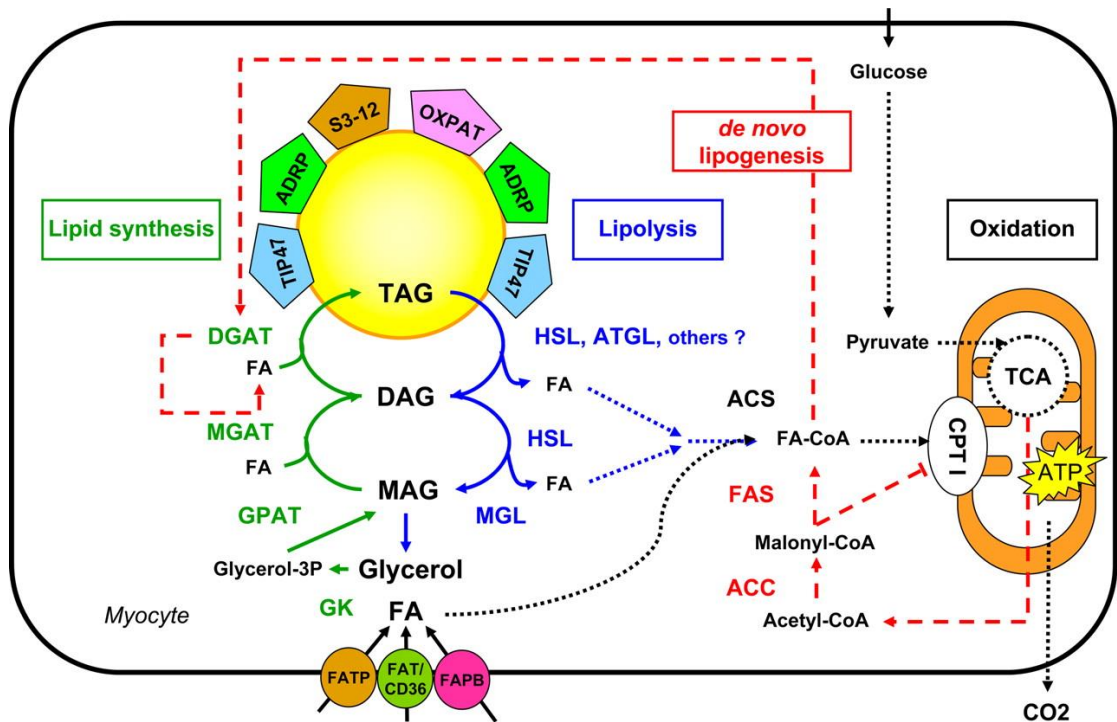 Glucose
de novo
lipogenesis
S3-12
OXPAT
ADRP
ADRP
TIP47
TIP47
Lipid synthesis
Lipolysis
Oxidation
TAG
DGAT
FA
HSL, ATGL, others ?
FA
Pyruvate
TCA
DAG
ACS
FA-CoA
CPT I
MGAT
FA
HSL
FA
ATP
MAG
MGL
FAS
GPAT
Malonyl-CoA
Glycerol-3P
Glycerol
ACC
GK
FA
Acetyl-CoA
Myocyte
FATP
FAT/
CD36
FAPB
CO2